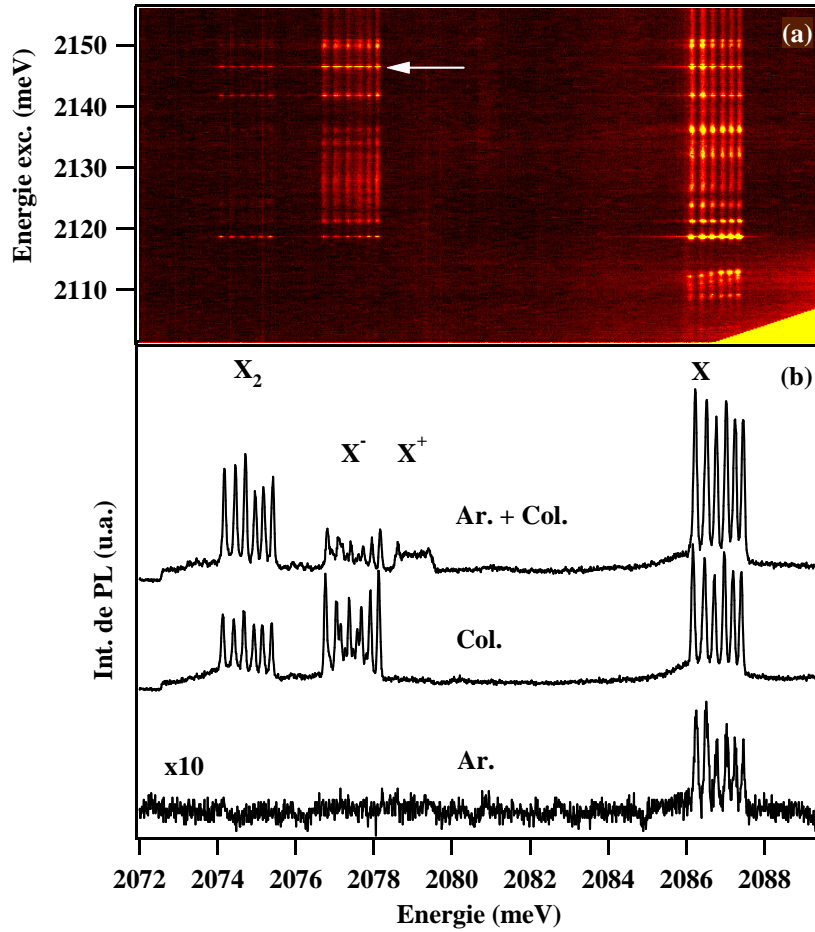 (a)
Energie exc. (meV)
2150
2140
2130
2120
2110
(b)
X2
X-
X+
X
Int. de PL (u.a.)
Ar. + Col.
Col.
x10
Ar.
2072 2074 2076 2078 2080 2082 2084 2086 2088
Energie (meV)